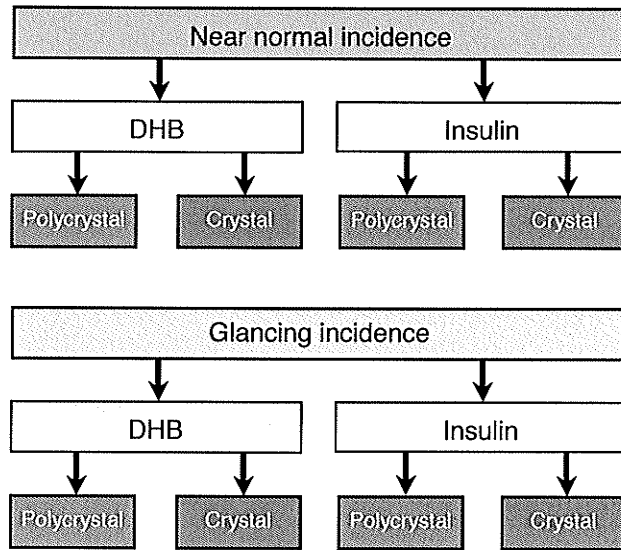 Near normal incidence
DHB Insulin
Polycrystal Crystal Polycrystal Crystal
Glancing incidence
DHB Insulin
Polycrystal Crystal Polycrystal Crystal